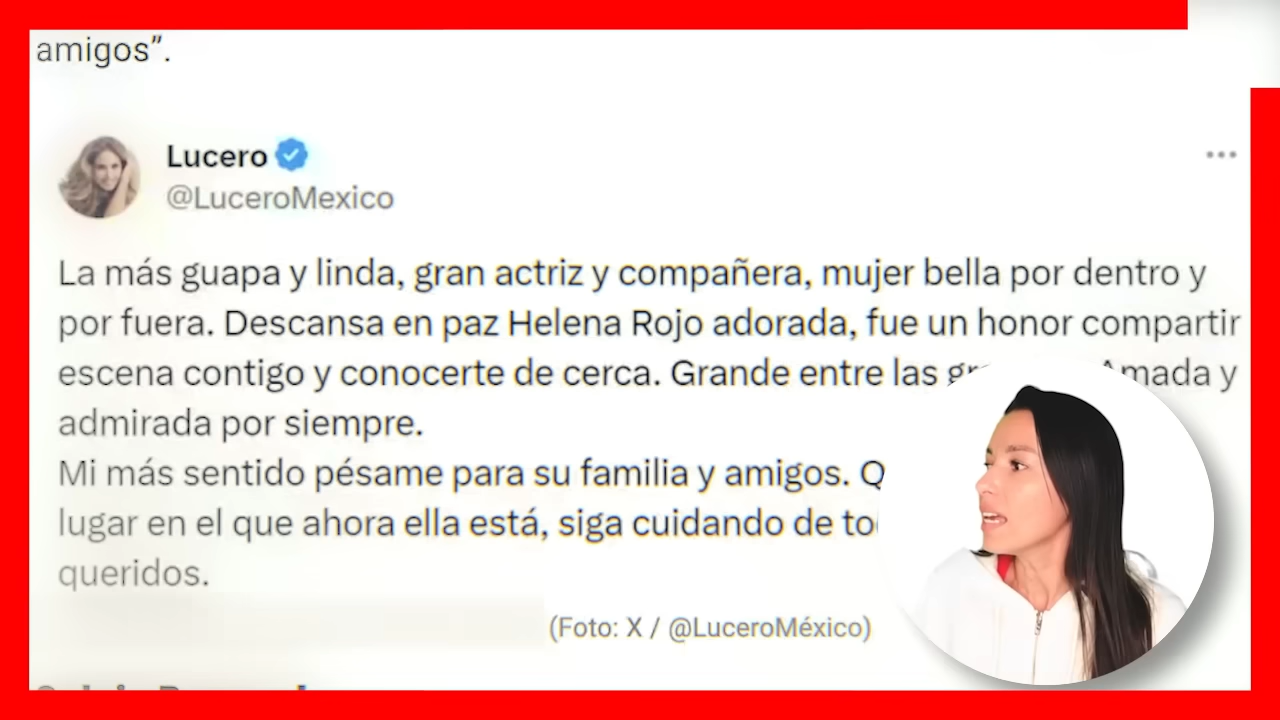 amigos”.
Lucero
@LuceroMexico
La más guapa y linda, gran actriz y compañera, mujer bella por dentro y
por fuera. Descansa en paz Helena Rojo adorada, fue un honor compartir
escena contigo y conocerte de cerca. Grande entre las Amada y
admirada por siempre.
Mi más sentido pésame para su familia y amigos.
lugar en el que ahora ella está, siga cuidando de
queridos.
(Foto: X / @LuceroMéxico)